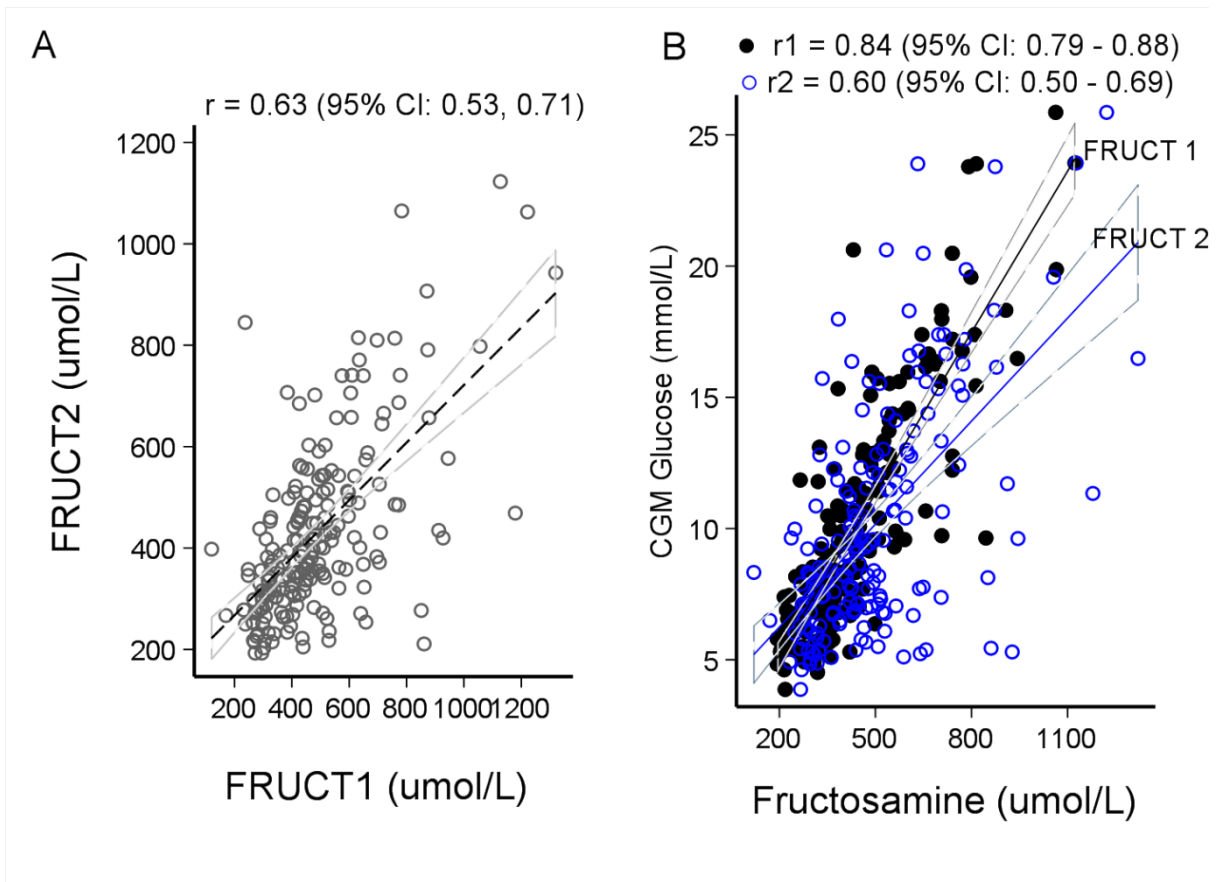 A
r = 0.63 (95% CI: 0.53, 0.71)
1200
1000
800
600
400
200
FRUCT2 (umol/L)
200 400 600 800 1000 1200
FRUCT1 (umol/L)
B
r1 = 0.84 (95% CI: 0.79 - 0.88)
r2 = 0.60 (95% CI: 0.50 - 0.69)
25
20
15
10
5
CGM Glucose (mmol/L)
FRUCT 1
FRUCT 2
200 500 800 1100
Fructosamine (umol/L)